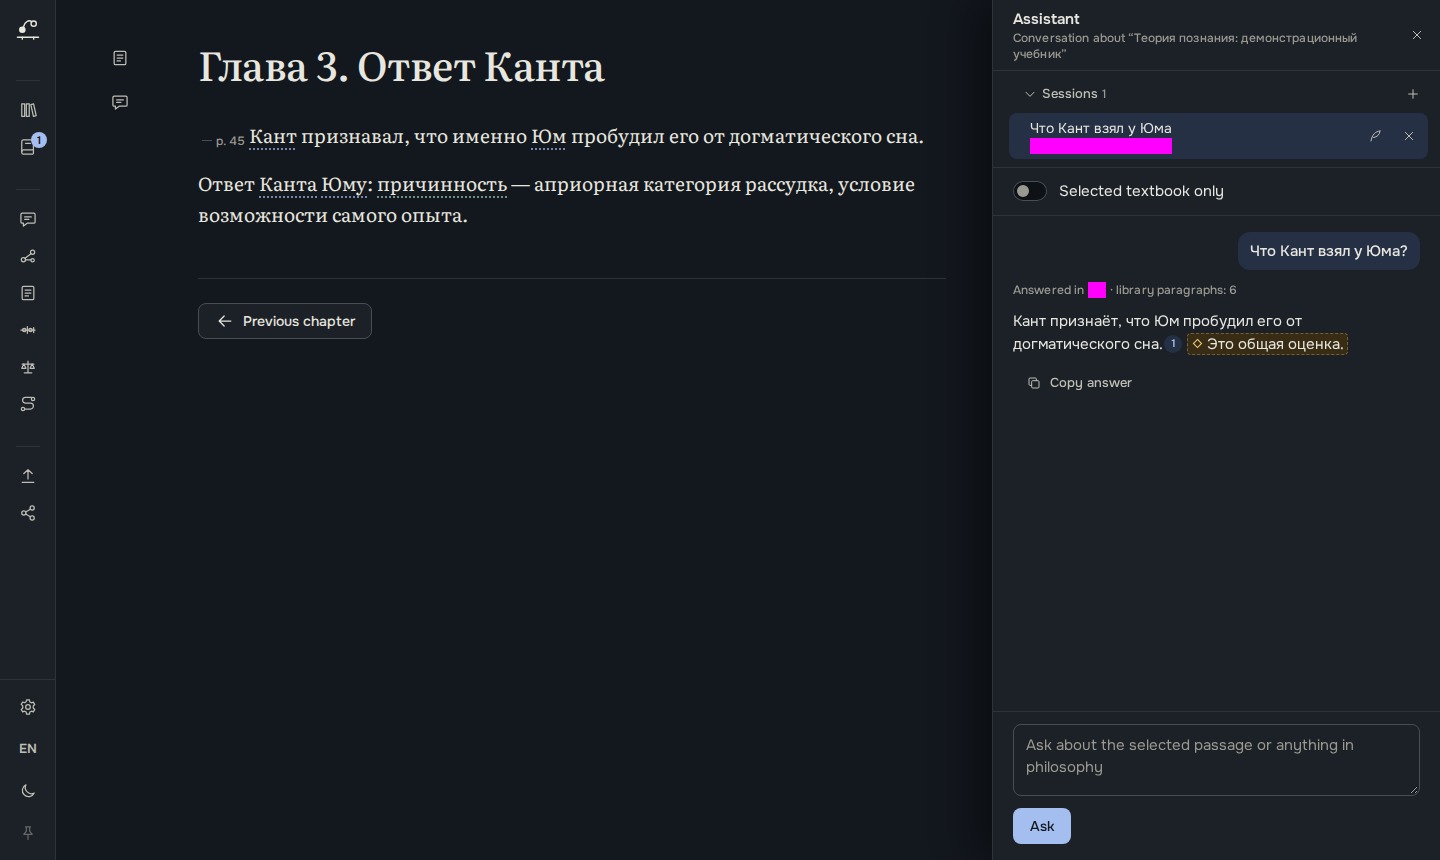 1
EN
Глава 3. Ответ Канта
— p. 45 Кант признавал, что именно Юм пробудил его от догматического сна.
Ответ Канта Юму: причинность — априорная категория рассудка, условие
возможности самого опыта.
Previous chapter
Assistant
Conversation about “Теория познания: демонстрационный
учебник”
Sessions 1
Что Кант взял у Юма
Selected textbook only
Что Кант взял у Юма?
Answered in · library paragraphs: 6
Кант признаёт, что Юм пробудил его от
догматического сна. 1 Это общая оценка.
Copy answer
Ask about the selected passage or anything in
philosophy
Ask